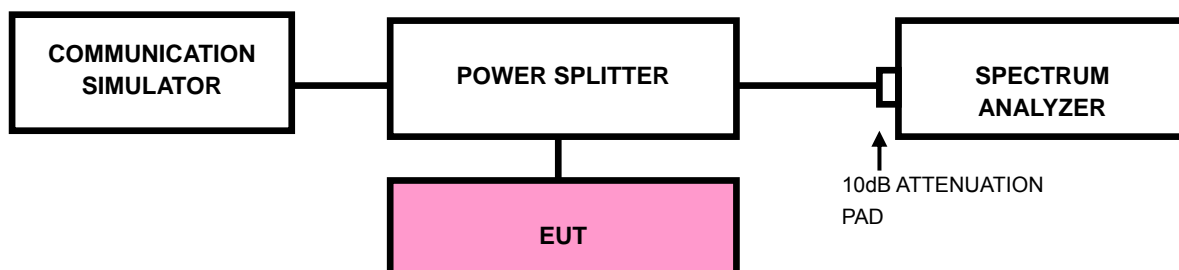 COMMUNICATION
SIMULATOR
POWER SPLITTER
SPECTRUM
ANALYZER
10dB ATTENUATION
PAD
EUT